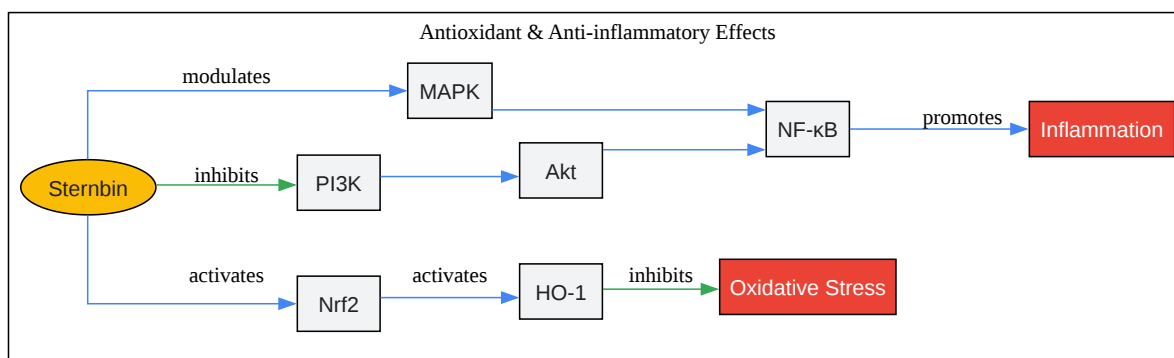 Antioxidant & Anti-inflammatory Effects
modulates
MAPK
NF-κB
promotes
Inflammation
Sternbin
inhibits
PI3K
Akt
activates
Nrf2
activates
HO-1
inhibits
Oxidative Stress